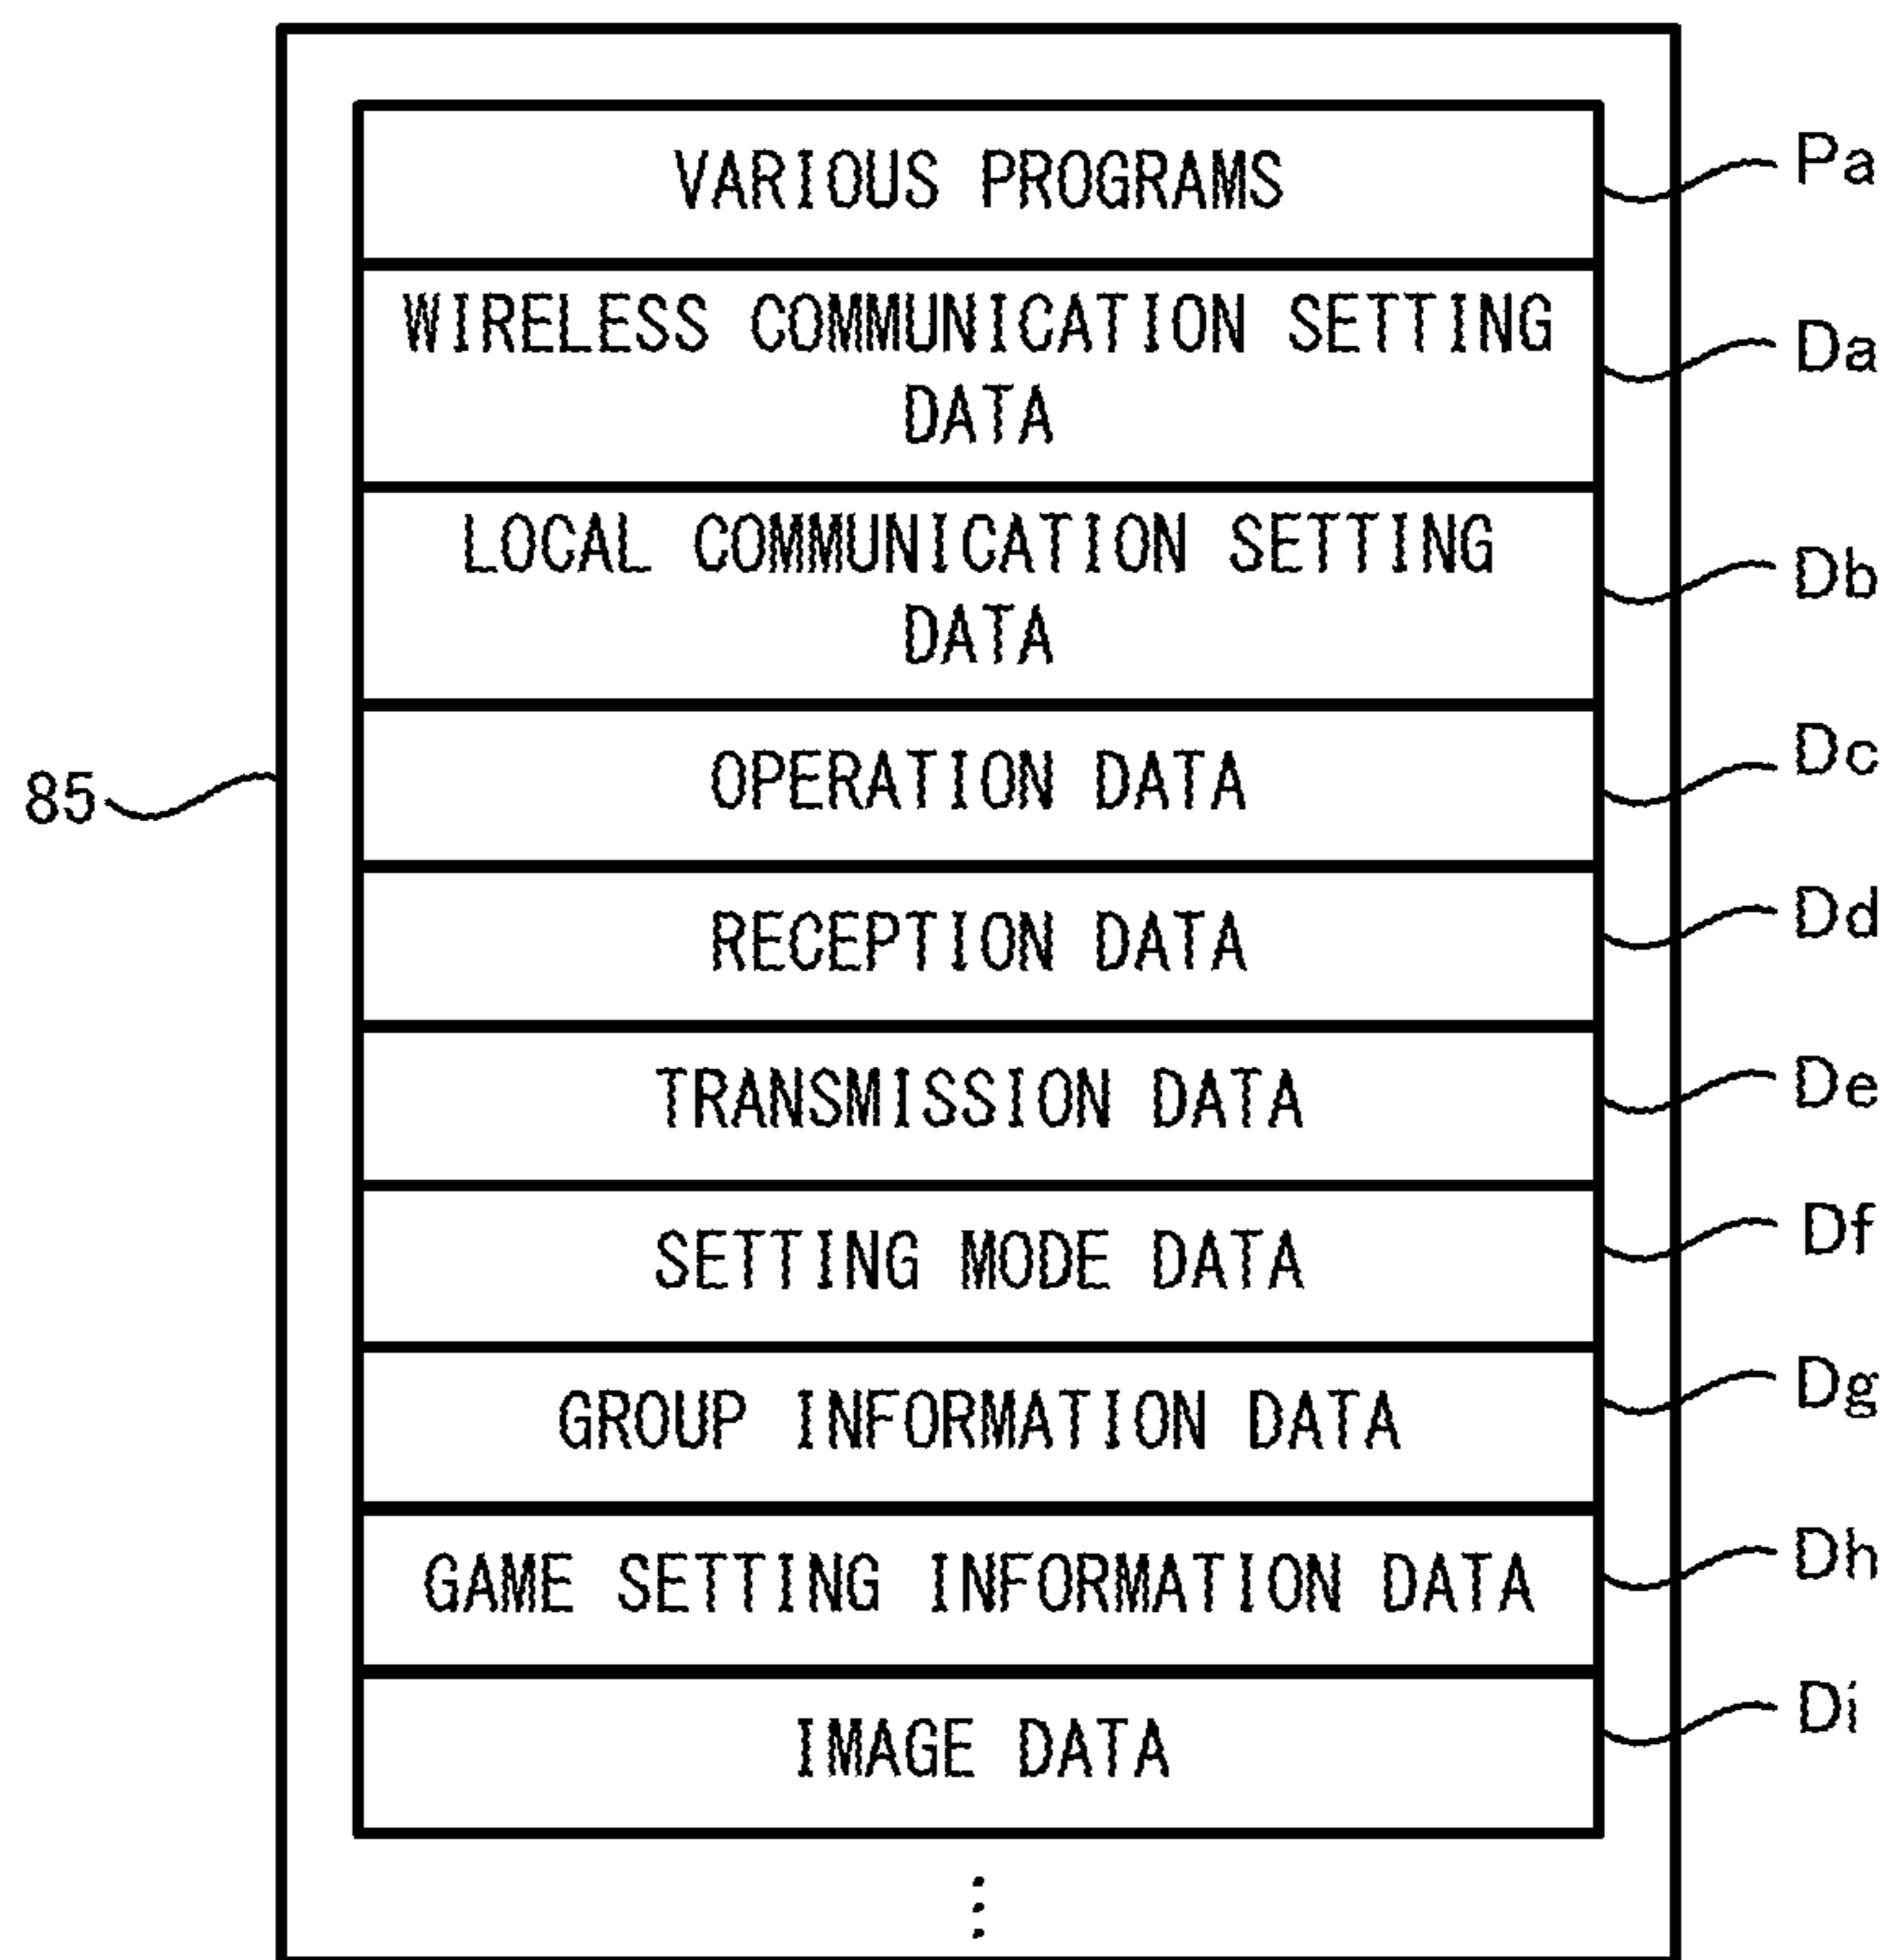 VARIOUS PROGRAMS
Pa
WIRELESS COMMUNICATION SETTING
DATA
Da
LOCAL COMMUNICATION SETTING
DATA
Db
85
OPERATION DATA
Dc
RECEPTION DATA
Dd
TRANSMISSION DATA
De
SETTING MODE DATA
Df
GROUP INFORMATION DATA
Dg
GAME SETTING INFORMATION DATA
Dh
IMAGE DATA
Di